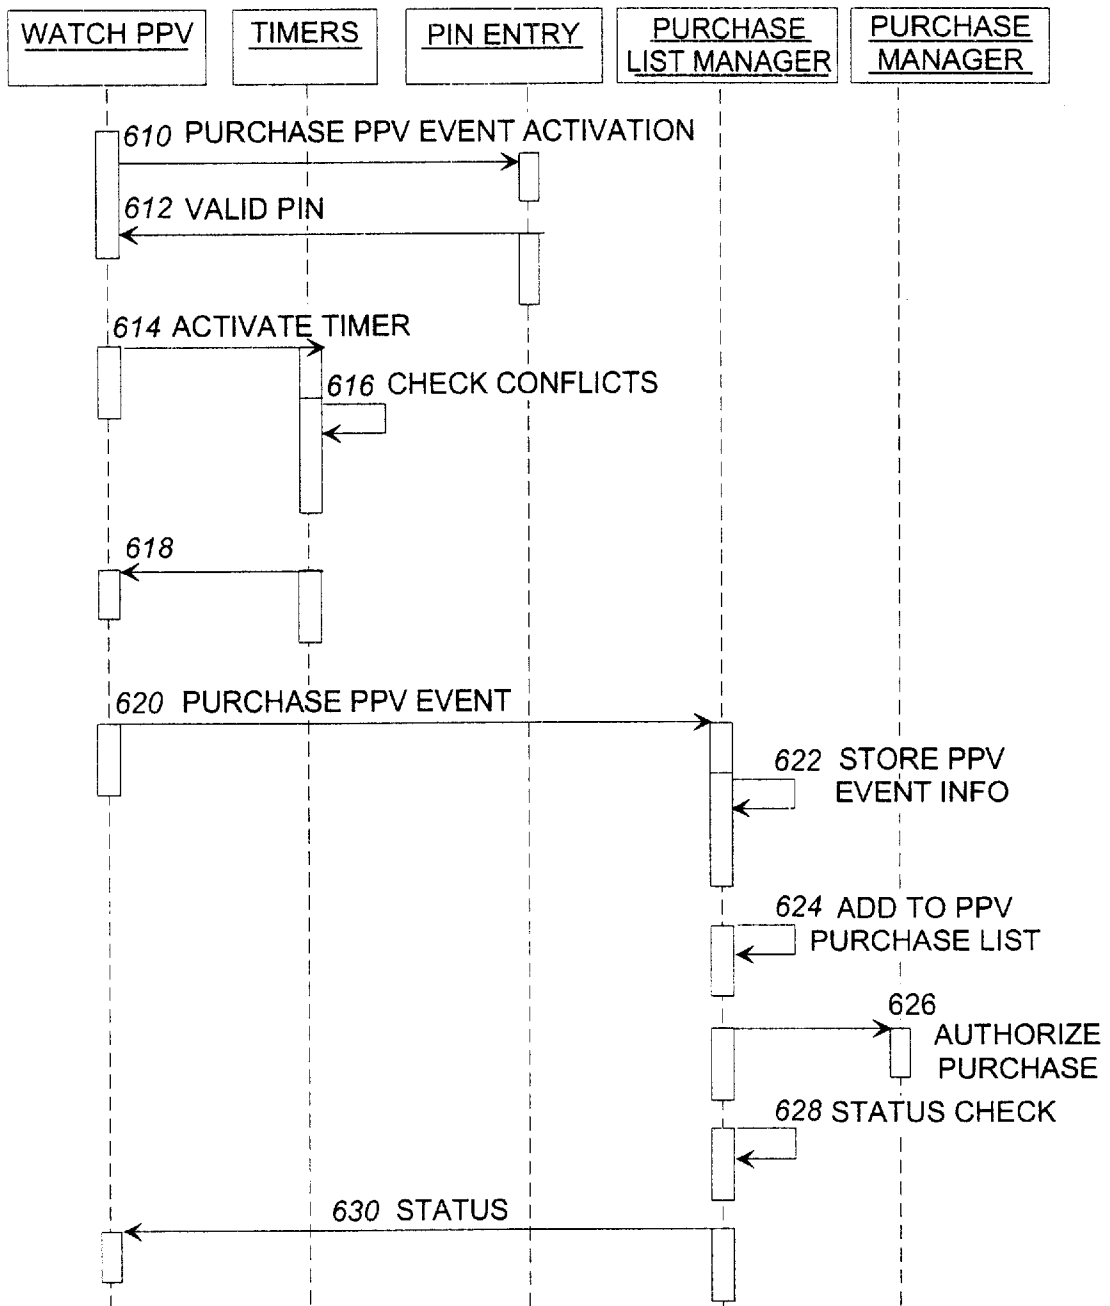 WATCH PPV
TIMERS
PIN ENTRY
PURCHASE
LIST MANAGER
PURCHASE
MANAGER
610 PURCHASE PPV EVENT ACTIVATION
612 VALID PIN
614 ACTIVATE TIMER
616 CHECK CONFLICTS
618
620 PURCHASE PPV EVENT
622 STORE PPV
EVENT INFO
624 ADD TO PPV
PURCHASE LIST
626
AUTHORIZE
PURCHASE
628 STATUS CHECK
630 STATUS